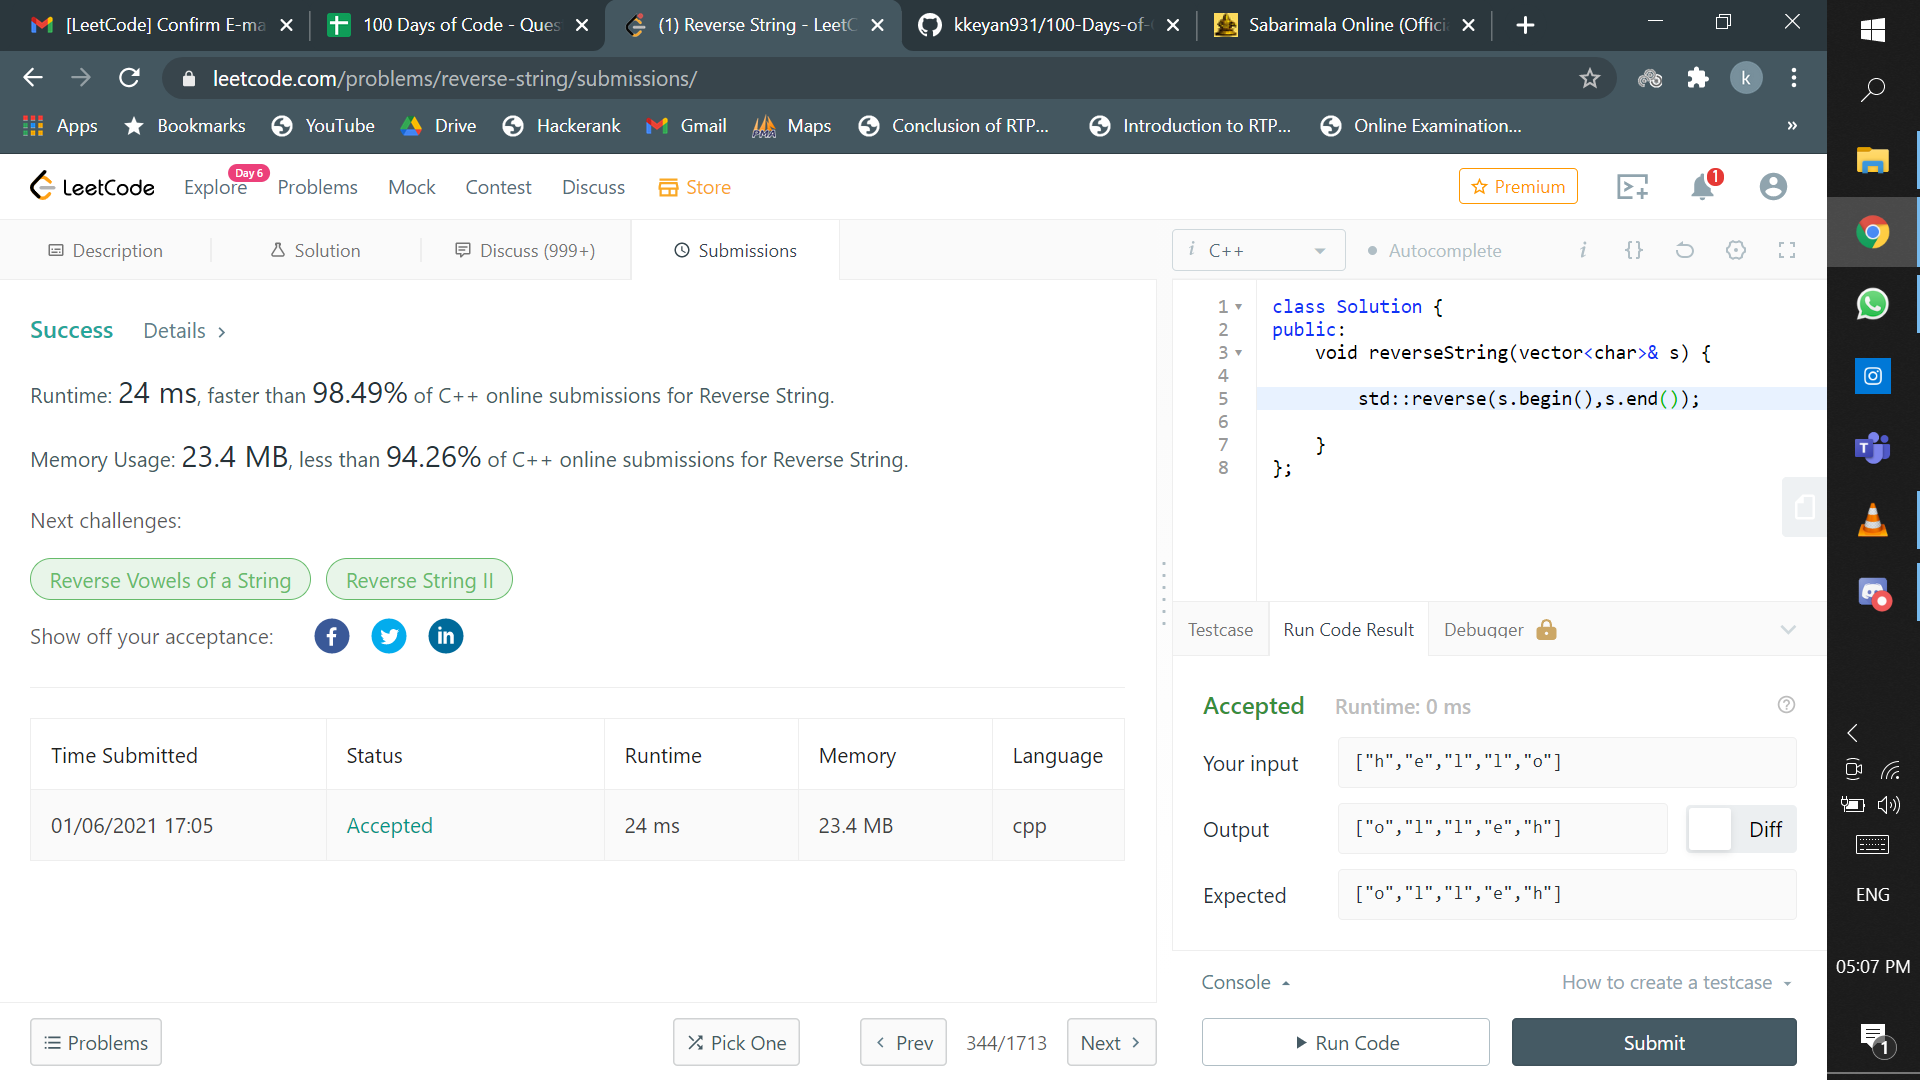 [LeetCode] Confirm E-ma
100 Days of Code - Ques
(1) Reverse String - LeetC
kkeyan931/100-Days-of-
Sabarimala Online (Offici
leetcode.com/problems/reverse-string/submissions/
k
Apps
Bookmarks
YouTube
Drive
Hackerank
Gmail
Maps
Conclusion of RTP...
Introduction to RTP...
Online Examination...
»
LeetCode
Explore
Day 6
Problems
Mock
Contest
Discuss
Store
Premium
1
Description
Solution
Discuss (999+)
Submissions
i C++
Autocomplete
i {}
Success
Details >
Runtime: 24 ms, faster than 98.49% of C++ online submissions for Reverse String.
Memory Usage: 23.4 MB, less than 94.26% of C++ online submissions for Reverse String.
Next challenges:
Reverse Vowels of a String
Reverse String II
Show off your acceptance:
f
in
Time Submitted Status Runtime Memory Language
01/06/2021 17:05 Accepted 24 ms 23.4 MB cpp
Problems
Pick One
Prev
344/1713
Next
1 class Solution {
2 public:
3 void reverseString(vector<char>& s) {
4
5 std::reverse(s.begin(),s.end());
6
7 }
8 };
Testcase
Run Code Result
Debugger
Accepted
Runtime: 0 ms
Your input
["h","e","l","l","o"]
Output
["o","l","l","e","h"]
Diff
Expected
["o","l","l","e","h"]
Console
How to create a testcase
Run Code
Submit
ENG
05:07 PM
1